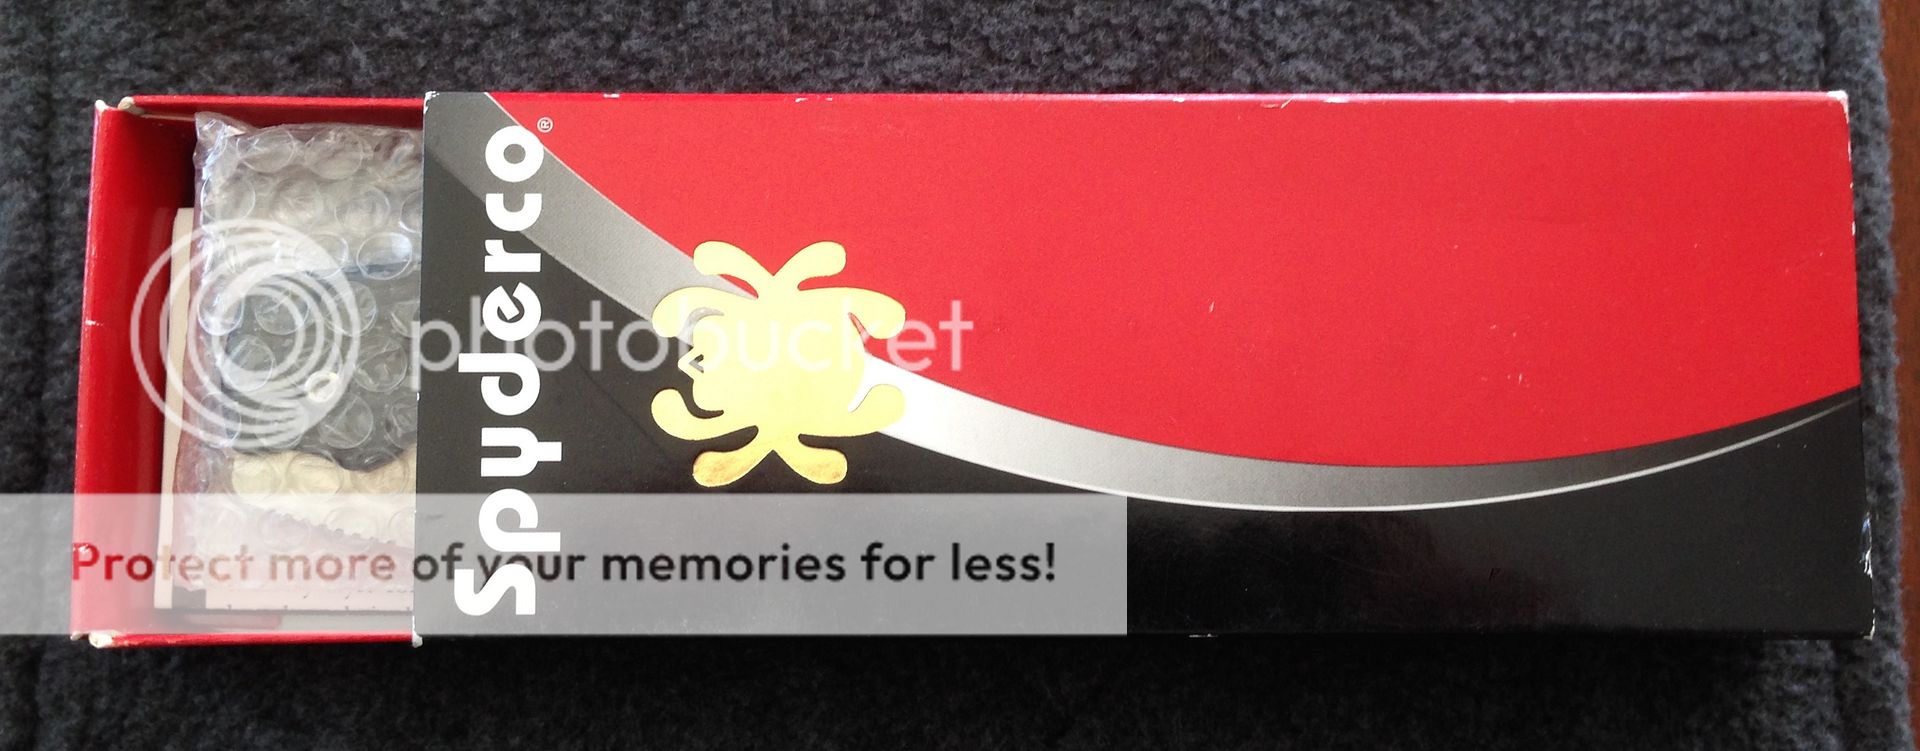 Spyderco®
photobucket
Protect more of your memories for less!